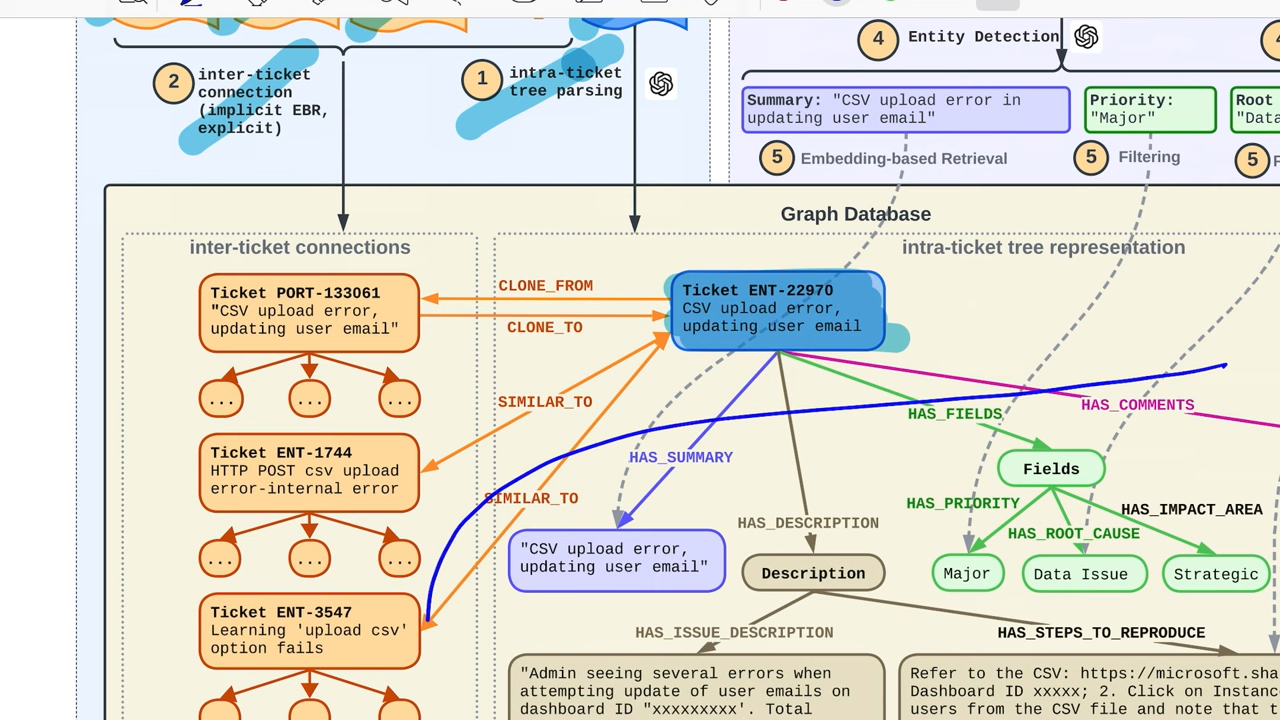 4
Entity Detection
2
inter-ticket
connection
(implicit EBR,
explicit)
1
intra-ticket
tree parsing
Summary: "CSV upload error in
updating user email"
Priority:
"Major"
Root
"Data
5
Embedding-based Retrieval
5
Filtering
5
Graph Database
inter-ticket connections
intra-ticket tree representation
Ticket PORT-133061
"CSV upload error,
updating user email"
CLONE_FROM
CLONE_TO
Ticket ENT-22970
CSV upload error,
updating user email
...
...
...
SIMILAR_TO
HAS_FIELDS
HAS_COMMENTS
Ticket ENT-1744
HTTP POST csv upload
error-internal error
HAS_SUMMARY
Fields
SIMILAR_TO
HAS_PRIORITY
HAS_IMPACT_AREA
HAS_DESCRIPTION
HAS_ROOT_CAUSE
...
...
...
"CSV upload error,
updating user email"
Description
Major
Data Issue
Strategic
Ticket ENT-3547
Learning 'upload csv'
option fails
HAS_ISSUE_DESCRIPTION
HAS_STEPS_TO_REPRODUCE
"Admin seeing several errors when
attempting update of user emails on
dashboard ID "xxxxxxxxx'. Total
Refer to the CSV: https://microsoft.sha
Dashboard ID xxxxx; 2. Click on Instanc
users from the CSV file and note that t
...
...
...